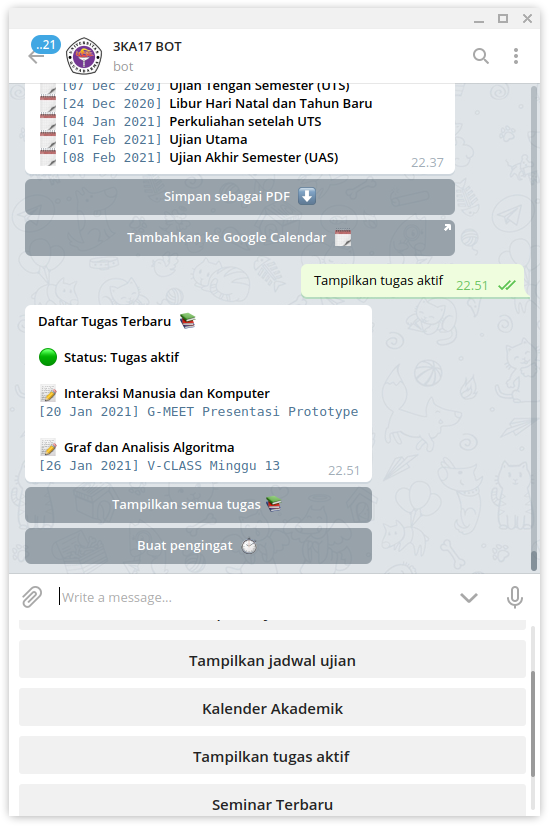 ..21
3KA17 BOT
bot
[07 Dec 2020] Ujian Tengah Semester (UTS)
[24 Dec 2020] Libur Hari Natal dan Tahun Baru
[04 Jan 2021] Perkuliahan setelah UTS
[01 Feb 2021] Ujian Utama
[08 Feb 2021] Ujian Akhir Semester (UAS)
22.37
Simpan sebagai PDF
Tambahkan ke Google Calendar
Tampilkan tugas aktif 22.51
Daftar Tugas Terbaru
Status: Tugas aktif
Interaksi Manusia dan Komputer
[20 Jan 2021] G-MEET Presentasi Prototype
Graf dan Analisis Algoritma
[26 Jan 2021] V-CLASS Minggu 13
22.51
Tampilkan semua tugas
Buat pengingat
Write a message...
Tampilkan jadwal ujian
Kalender Akademik
Tampilkan tugas aktif
Seminar Terbaru